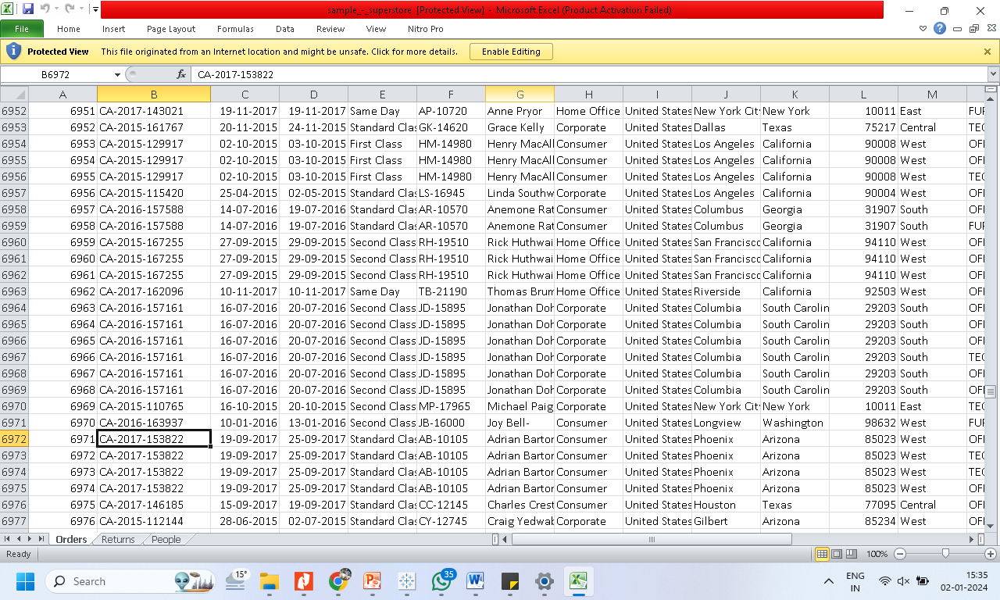 sample_-_superstore [Protected View] - Microsoft Excel (Product Activation Failed)
File Home Insert Page Layout Formulas Data Review View Nitro Pro
Protected View This file originated from an Internet location and might be unsafe. Click for more details. Enable Editing
B6972 fx CA-2017-153822
A B C D E F G H I J K L M
6952 6951 CA-2017-143021 19-11-2017 19-11-2017 Same Day AP-10720 Anne Pryor Home Office United States New York Cit New York 10011 East FU
6953 6952 CA-2015-161767 20-11-2015 24-11-2015 Standard Clas GK-14620 Grace Kelly Corporate United States Dallas Texas 75217 Central TEC
6954 6953 CA-2015-129917 02-10-2015 03-10-2015 First Class HM-14980 Henry MacAll Consumer United States Los Angeles California 90008 West OFI
6955 6954 CA-2015-129917 02-10-2015 03-10-2015 First Class HM-14980 Henry MacAll Consumer United States Los Angeles California 90008 West OFI
6956 6955 CA-2015-129917 02-10-2015 03-10-2015 First Class HM-14980 Henry MacAll Consumer United States Los Angeles California 90008 West TEC
6957 6956 CA-2015-115420 25-04-2015 02-05-2015 Standard Clas LS-16945 Linda Southw Corporate United States Los Angeles California 90004 West OFI
6958 6957 CA-2016-157588 14-07-2016 19-07-2016 Standard Clas AR-10570 Anemone Rat Consumer United States Columbus Georgia 31907 South OFI
6959 6958 CA-2016-157588 14-07-2016 19-07-2016 Standard Clas AR-10570 Anemone Rat Consumer United States Columbus Georgia 31907 South FUR
6960 6959 CA-2015-167255 27-09-2015 29-09-2015 Second Class RH-19510 Rick Huthwai Home Office United States San Francisco California 94110 West OFI
6961 6960 CA-2015-167255 27-09-2015 29-09-2015 Second Class RH-19510 Rick Huthwai Home Office United States San Francisco California 94110 West OFI
6962 6961 CA-2015-167255 27-09-2015 29-09-2015 Second Class RH-19510 Rick Huthwai Home Office United States San Francisco California 94110 West OFI
6963 6962 CA-2017-162096 10-11-2017 10-11-2017 Same Day TB-21190 Thomas Brum Home Office United States Riverside California 92503 West OFI
6964 6963 CA-2016-157161 16-07-2016 20-07-2016 Second Class JD-15895 Jonathan Doh Corporate United States Columbia South Carolin 29203 South OFI
6965 6964 CA-2016-157161 16-07-2016 20-07-2016 Second Class JD-15895 Jonathan Doh Corporate United States Columbia South Carolin 29203 South OFI
6966 6965 CA-2016-157161 16-07-2016 20-07-2016 Second Class JD-15895 Jonathan Doh Corporate United States Columbia South Carolin 29203 South OFI
6967 6966 CA-2016-157161 16-07-2016 20-07-2016 Second Class JD-15895 Jonathan Doh Corporate United States Columbia South Carolin 29203 South TEC
6968 6967 CA-2016-157161 16-07-2016 20-07-2016 Second Class JD-15895 Jonathan Doh Corporate United States Columbia South Carolin 29203 South OFI
6969 6968 CA-2016-157161 16-07-2016 20-07-2016 Second Class JD-15895 Jonathan Doh Corporate United States Columbia South Carolin 29203 South OFI
6970 6969 CA-2015-110765 16-10-2015 20-10-2015 Second Class MP-17965 Michael Paig Corporate United States New York Cit New York 10011 East TEC
6971 6970 CA-2016-163937 10-01-2016 13-01-2016 Second Class JB-16000 Joy Bell- Consumer United States Longview Washington 98632 West FUR
6972 6971 CA-2017-153822 19-09-2017 25-09-2017 Standard Clas AB-10105 Adrian Barton Consumer United States Phoenix Arizona 85023 West OFI
6973 6972 CA-2017-153822 19-09-2017 25-09-2017 Standard Clas AB-10105 Adrian Barton Consumer United States Phoenix Arizona 85023 West TEC
6974 6973 CA-2017-153822 19-09-2017 25-09-2017 Standard Clas AB-10105 Adrian Barton Consumer United States Phoenix Arizona 85023 West TEC
6975 6974 CA-2017-153822 19-09-2017 25-09-2017 Standard Clas AB-10105 Adrian Barton Consumer United States Phoenix Arizona 85023 West OFI
6976 6975 CA-2017-146185 15-09-2017 19-09-2017 Standard Clas CC-12145 Charles Crest Consumer United States Houston Texas 77095 Central OFI
6977 6976 CA-2015-112144 28-06-2015 02-07-2015 Standard Clas CY-12745 Craig Yedwab Corporate United States Gilbert Arizona 85234 West OFI
Orders Returns People
Ready 100%
Search 15° 35 ENG 15:35
IN 02-01-2024